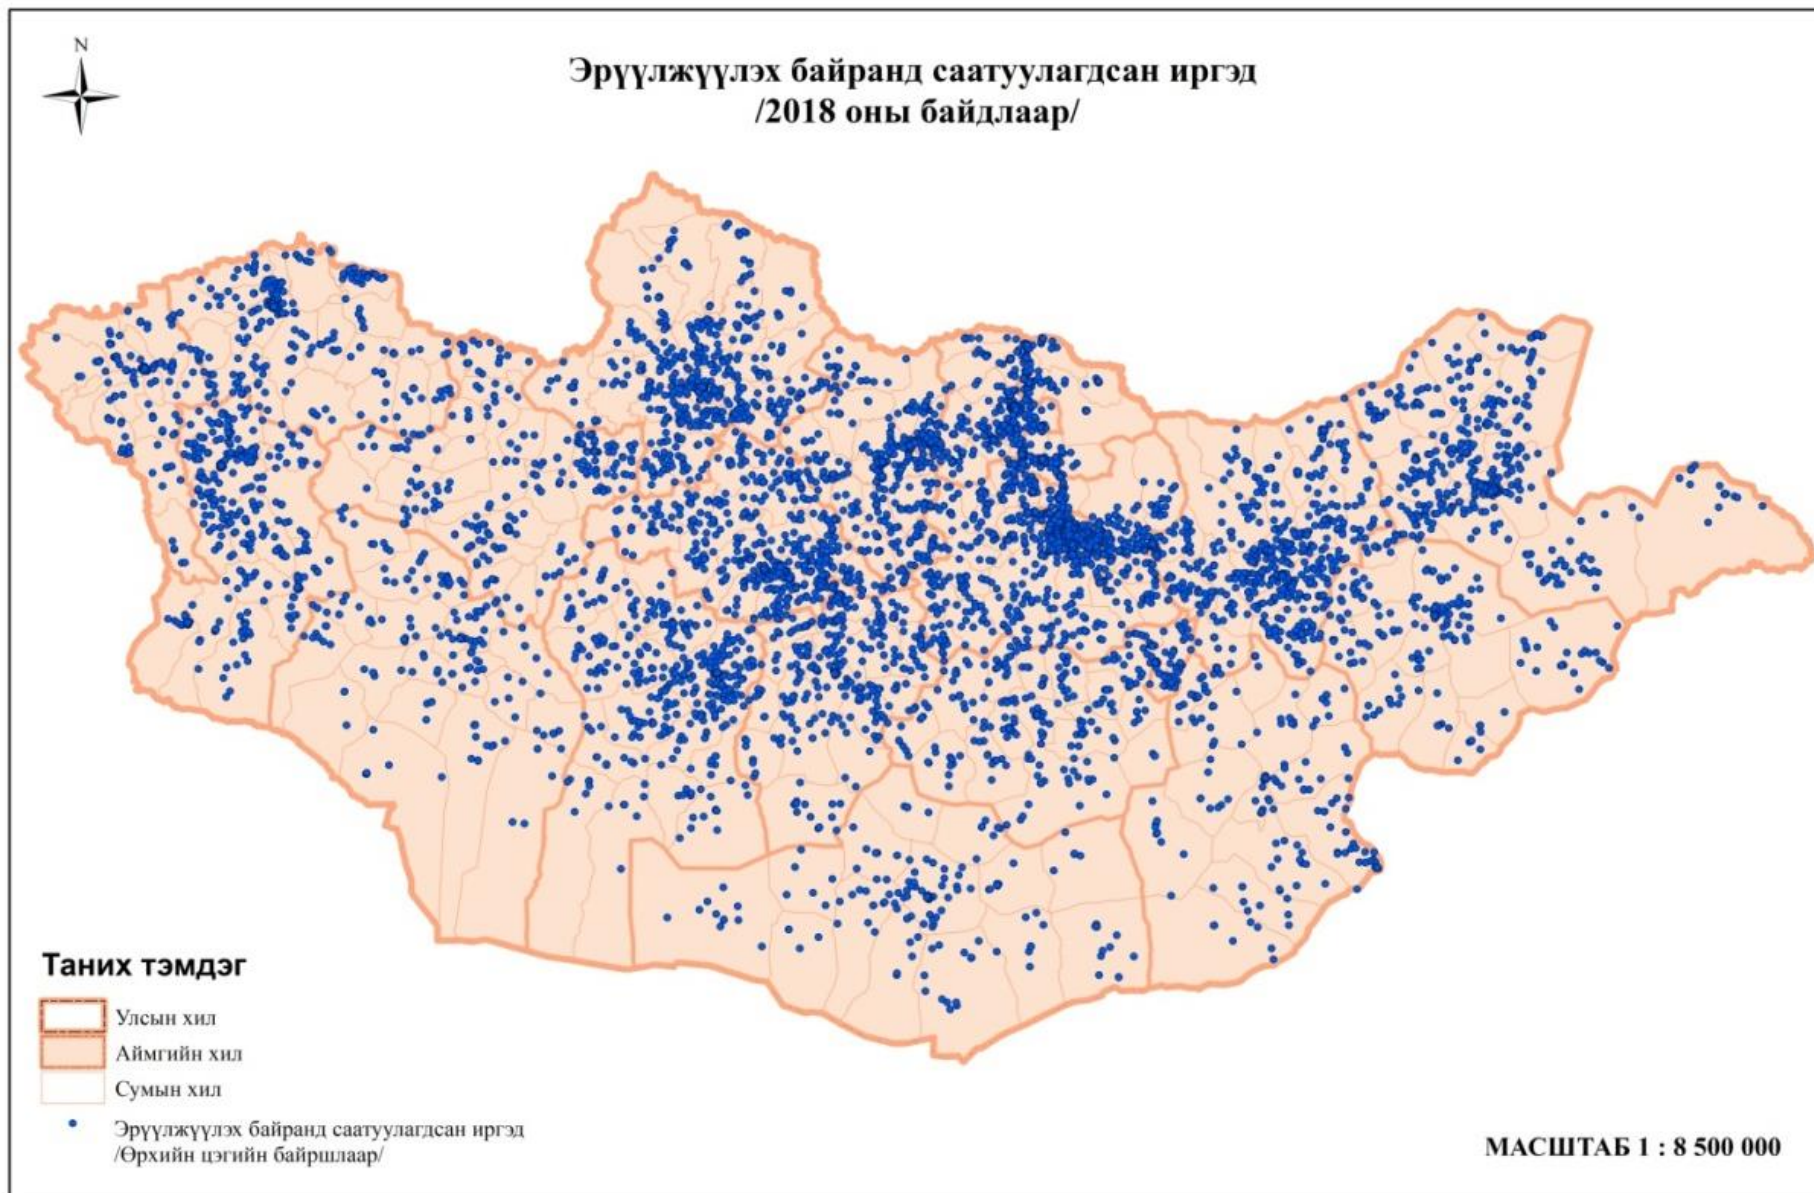 N
Эрүүлжүүлэх байранд саатуулагдсан иргэд
/2018 оны байдлаар/
Таних тэмдэг
Улсын хил
Аймгийн хил
Сумын хил
Эрүүлжүүлэх байранд саатуулагдсан иргэд
/Өрхийн цэгийн байршлаар/
МАСШТАБ 1 : 8 500 000